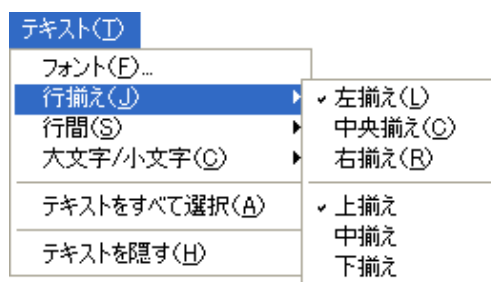 テキスト(T)
フォント(F)...
行揃え(J)
行間(S)
大文字/小文字(C)
テキストをすべて選択(A)
テキストを隠す(H)
左揃え(L)
中央揃え(C)
右揃え(R)
上揃え
中揃え
下揃え